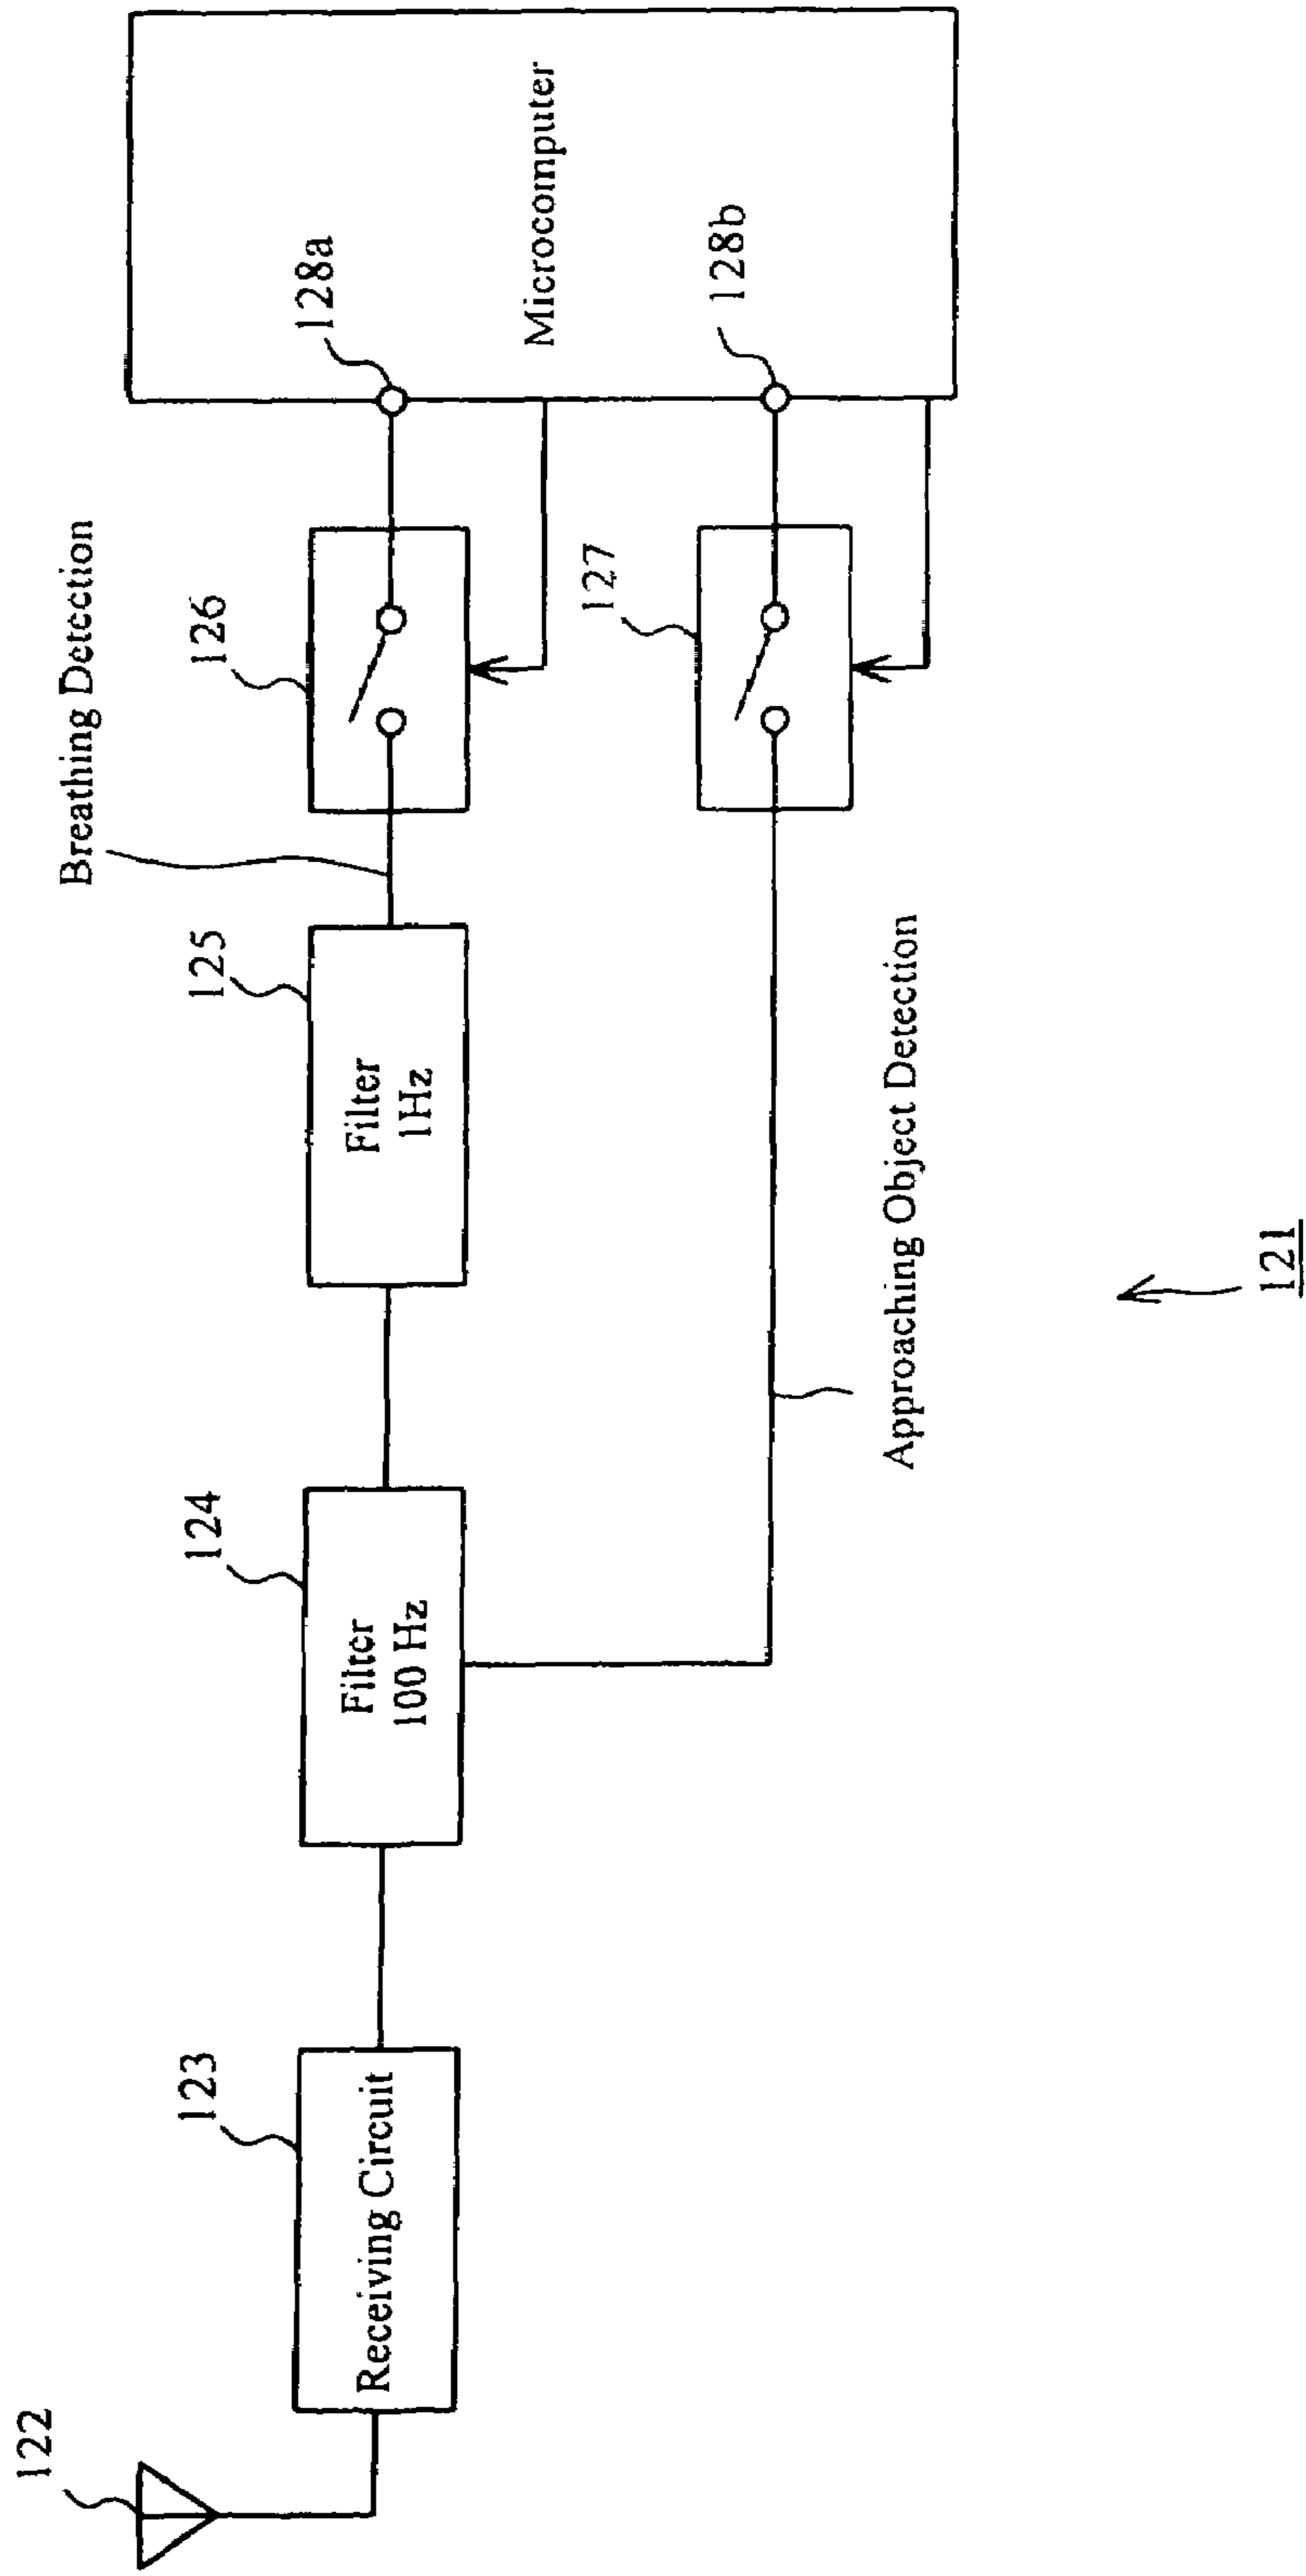 122
123
Receiving Circuit
124
Filter
100 Hz
125
Filter
1Hz
Breathing Detection
126
128a
Microcomputer
127
128b
Approaching Object Detection
121